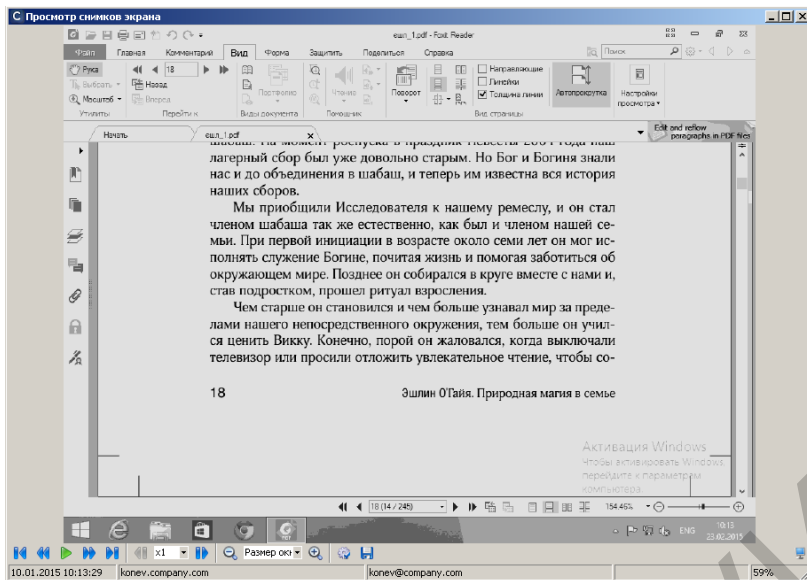 Просмотр снимков экрана
ешл_1.pdf - Foxit Reader
Файл Главная Комментарий Вид Форма Защитить Поделиться Справка Поиск
Рука 18
Выбрать Назад Портфолио Чтение Поворот Направляющие Линейки Толщина линии Автопрокрутка Настройки просмотра
Масштаб Вперед
Утилиты Перейти к Виды документа Помощник Вид страницы
Начать ешл_1.pdf x Edit and reflow paragraphs in PDF files
лагерный сбор был уже довольно старым. Но Бог и Богиня знали
нас и до объединения в шабаш, и теперь им известна вся история
наших сборов.
Мы приобщили Исследователя к нашему ремеслу, и он стал
членом шабаша так же естественно, как был и членом нашей се-
мьи. При первой инициации в возрасте около семи лет он мог ис-
полнять служение Богине, почитая жизнь и помогая заботиться об
окружающем мире. Позднее он собирался в круге вместе с нами и,
став подростком, прошел ритуал взросления.
Чем старше он становился и чем больше узнавал мир за преде-
лами нашего непосредственного окружения, тем больше он учил-
ся ценить Викку. Конечно, порой он жаловался, когда выключали
телевизор или просили отложить увлекательное чтение, чтобы со-
18 Эшлин О'Гайя. Природная магия в семье
Активация Windows
Чтобы активировать Windows,
перейдите к параметрам
компьютера.
18 (14 / 245) 154.46%
ENG 10:13
23.02.2015
x1 Размер окн
10.01.2015 10:13:29 konev.company.com konev@company.com 59%